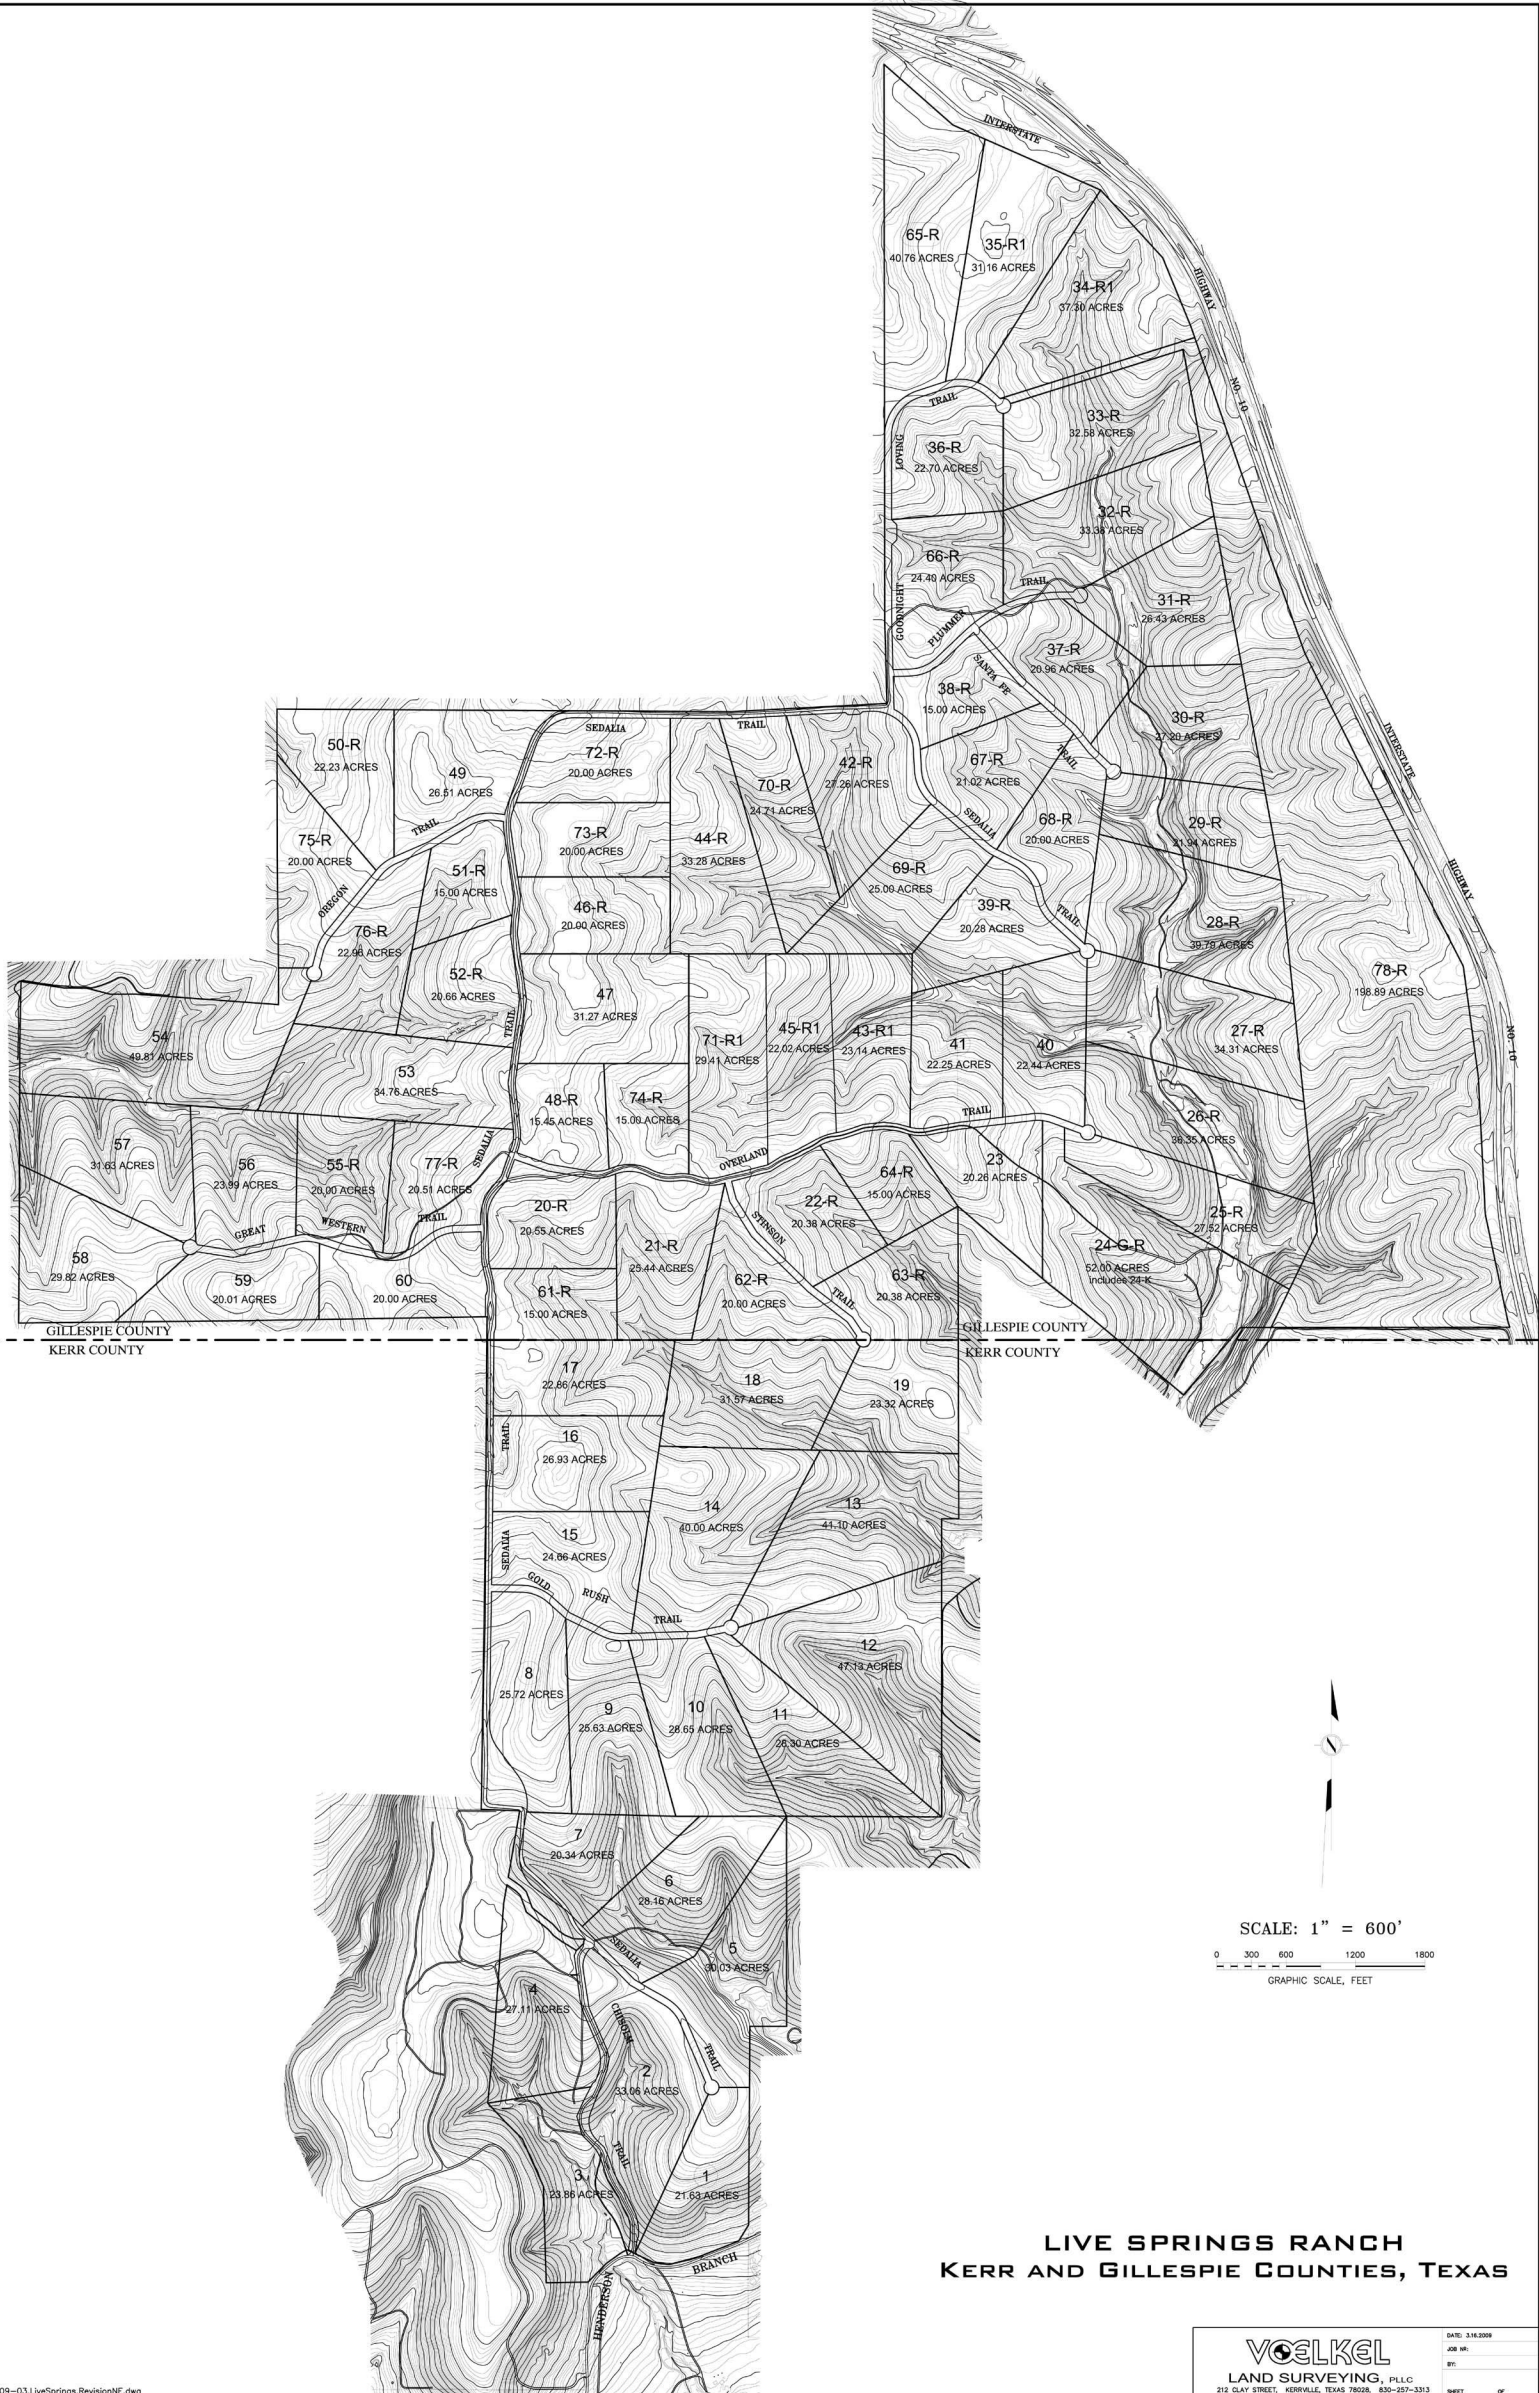 INTERSTATE
65-R
40.76 ACRES
35-R1
31.16 ACRES
34-R1
37.30 ACRES
HIGHWAY
NO. 10
TRAIL
LOVING
33-R
32.58 ACRES
36-R
22.70 ACRES
32-R
33.38 ACRES
66-R
24.40 ACRES
TRAIL
GOODNIGHT
PLUMMER
31-R
26.43 ACRES
37-R
20.96 ACRES
SANTA FE
38-R
15.00 ACRES
30-R
27.20 ACRES
INTERSTATE
SEDALIA
TRAIL
50-R
22.23 ACRES
49
26.51 ACRES
72-R
20.00 ACRES
70-R
24.71 ACRES
42-R
27.26 ACRES
67-R
21.02 ACRES
TRAIL
SEDALIA
68-R
20.00 ACRES
29-R
21.94 ACRES
TRAIL
75-R
20.00 ACRES
73-R
20.00 ACRES
44-R
33.28 ACRES
51-R
15.00 ACRES
69-R
25.00 ACRES
HIGHWAY
OREGON
46-R
20.00 ACRES
39-R
20.28 ACRES
TRAIL
28-R
39.79 ACRES
76-R
22.96 ACRES
52-R
20.66 ACRES
47
31.27 ACRES
78-R
198.89 ACRES
TRAIL
54
49.81 ACRES
71-R1
29.41 ACRES
45-R1
22.02 ACRES
43-R1
23.14 ACRES
41
22.25 ACRES
40
22.44 ACRES
27-R
34.31 ACRES
NO. 10
53
34.76 ACRES
48-R
15.45 ACRES
74-R
15.00 ACRES
TRAIL
26-R
36.35 ACRES
57
31.63 ACRES
56
23.99 ACRES
55-R
20.00 ACRES
77-R
20.51 ACRES
SEDALIA
OVERLAND
64-R
15.00 ACRES
23
20.26 ACRES
20-R
20.55 ACRES
STINSON
22-R
20.38 ACRES
25-R
27.52 ACRES
GREAT
WESTERN
TRAIL
21-R
25.44 ACRES
24-G-R
52.00 ACRES
includes 24-K
58
29.82 ACRES
59
20.01 ACRES
60
20.00 ACRES
61-R
15.00 ACRES
62-R
20.00 ACRES
TRAIL
63-R
20.38 ACRES
GILLESPIE COUNTY
KERR COUNTY
GILLESPIE COUNTY
KERR COUNTY
17
22.86 ACRES
18
31.57 ACRES
19
23.32 ACRES
TRAIL
16
26.93 ACRES
14
40.00 ACRES
13
41.10 ACRES
SEDALIA
15
24.66 ACRES
GOLD
RUSH
TRAIL
12
47.13 ACRES
8
25.72 ACRES
9
25.63 ACRES
10
28.65 ACRES
11
28.30 ACRES
7
20.34 ACRES
6
28.16 ACRES
SEDALIA
5
30.03 ACRES
SCALE: 1" = 600'
0 300 600 1200 1800
GRAPHIC SCALE, FEET
4
27.11 ACRES
CHISOLM
TRAIL
2
33.06 ACRES
TRAIL
3
23.86 ACRES
1
21.63 ACRES
BRANCH
HENDERSON
LIVE SPRINGS RANCH
KERR AND GILLESPIE COUNTIES, TEXAS
VOELKEL
LAND SURVEYING, PLLC
212 CLAY STREET, KERRVILLE, TEXAS 78028, 830-257-3313
DATE: 3.16.2009
JOB NR:
BY:
SHEET OF
09-03 LiveSprings.RevisionNE.dwg